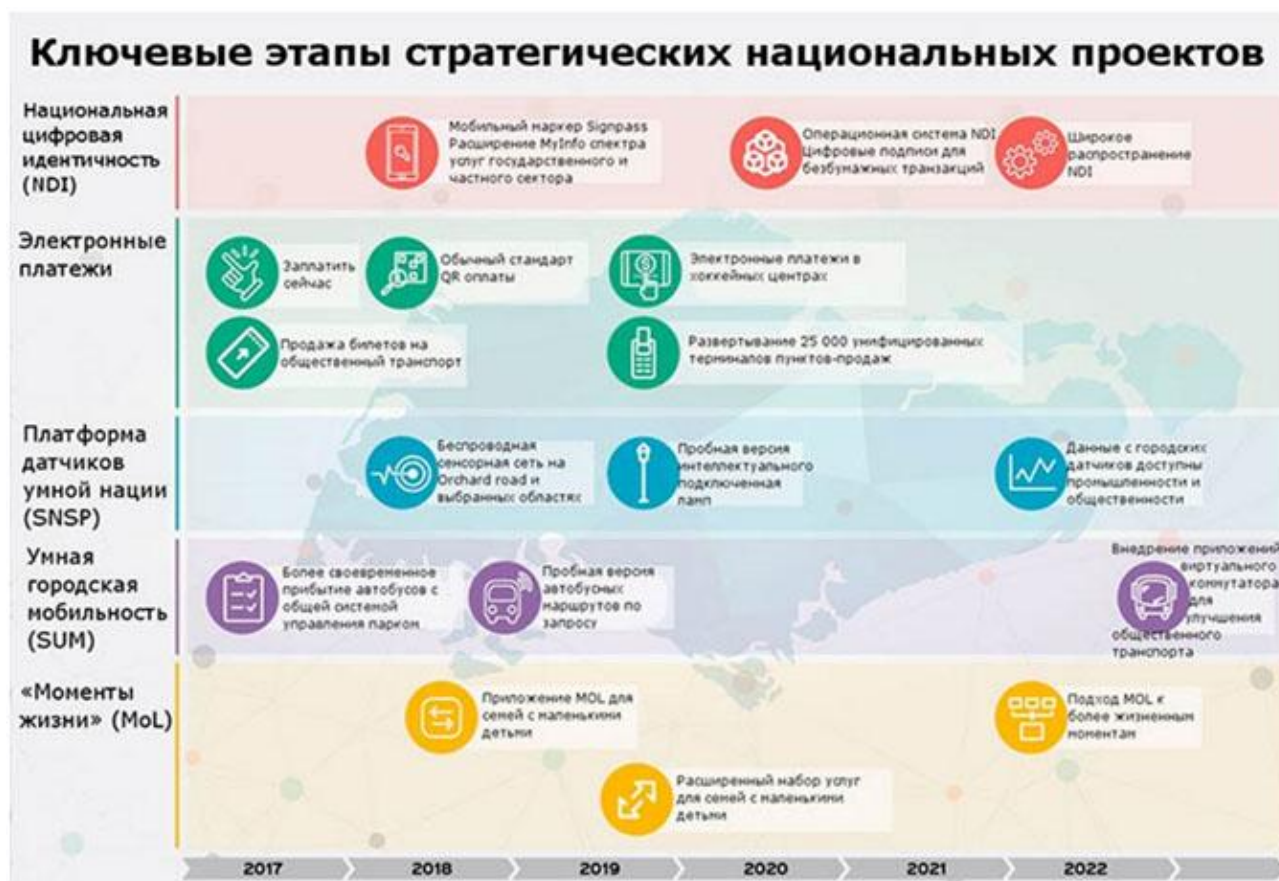 Ключевые этапы стратегических национальных проектов
Национальная
цифровая
идентичность
(NDI)
Мобильный маркер Signpass
Расширение MyInfo спектра
услуг государственного и
частного сектора
Операционная система NDI
Цифровые подписи для
безбумажных транзакций
Широкое
распространение
NDI
Электронные
платежи
Заплатить
сейчас
Обычный стандарт
QR оплаты
Электронные платежи в
хоккейных центрах
Продажа билетов на
общественный транспорт
Развертывание 25 000 унифицированных
терминалов пунктов-продаж
Платформа
датчиков
умной нации
(SNSP)
Беспроводная
сенсорная сеть на
Orchard road и
выбранных областях
Пробная версия
интеллектуального
подключенная
ламп
Данные с городских
датчиков доступны
промышленности и
общественности
Умная
городская
мобильность
(SUM)
Более своевременное
прибытие автобусов с
общей системой
управления парком
Пробная версия
автобусных
маршрутов по
запросу
Внедрение приложений
виртуального
коммутатора
для
улучшения
общественного
транспорта
«Моменты
жизни» (MoL)
Приложение MOL для
семей с маленькими
детьми
Подход MOL к
более жизненным
моментам
Расширенный набор услуг
для семей с маленькими
детьми
2017 2018 2019 2020 2021 2022